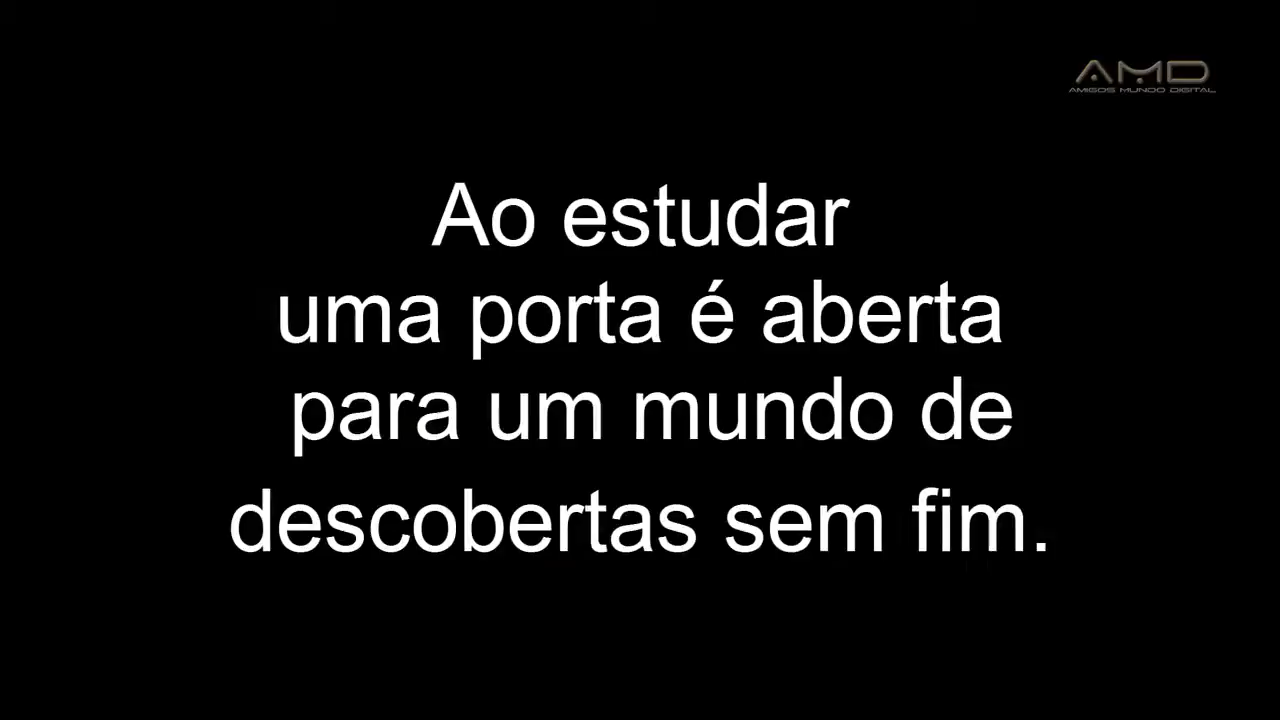 AMD
AMIGOS MUNDO DIGITAL
Ao estudar
uma porta é aberta
para um mundo de
descobertas sem fim.